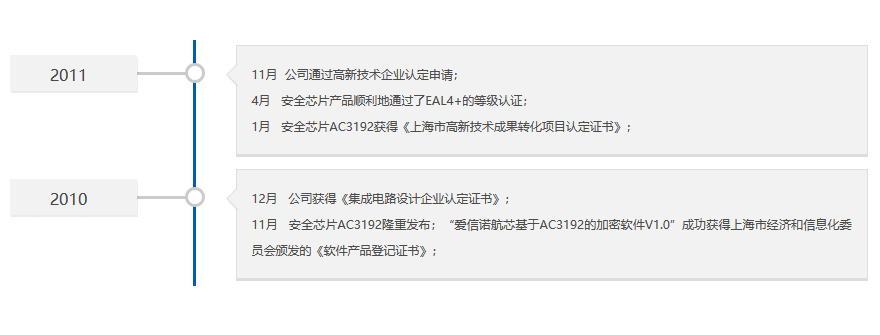 2011
11月 公司通过高新技术企业认定申请；
4月 安全芯片产品顺利地通过了EAL4+的等级认证；
1月 安全芯片AC3192获得《上海市高新技术成果转化项目认定证书》；
2010
12月 公司获得《集成电路设计企业认定证书》；
11月 安全芯片AC3192隆重发布；“爱信诺航芯基于AC3192的加密软件V1.0”成功获得上海市经济和信息化委
员会颁发的《软件产品登记证书》；